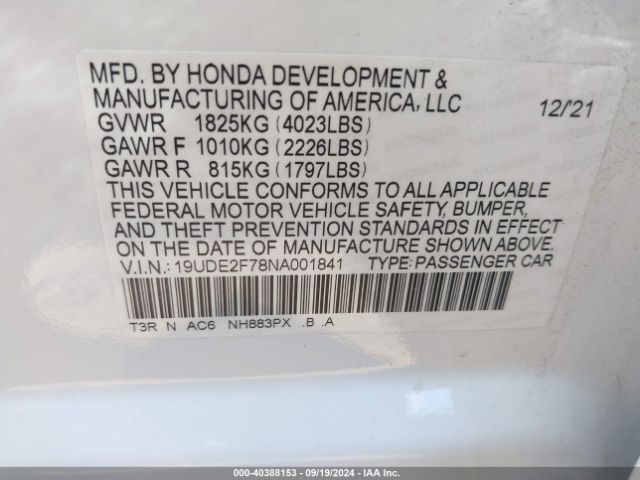 MFD. BY HONDA DEVELOPMENT &
MANUFACTURING OF AMERICA, LLC 12/'21
GVWR 1825KG (4023LBS)
GAWR F 1010KG (2226LBS)
GAWR R 815KG (1797LBS)
THIS VEHICLE CONFORMS TO ALL APPLICABLE
FEDERAL MOTOR VEHICLE SAFETY, BUMPER,
AND THEFT PREVENTION STANDARDS IN EFFECT
ON THE DATE OF MANUFACTURE SHOWN ABOVE.
V.I.N.: 19UDE2F78NA001841 TYPE: PASSENGER CAR
T3R N AC6 NH883PX .B .A
000-40388153 - 09/19/2024 - IAA Inc.